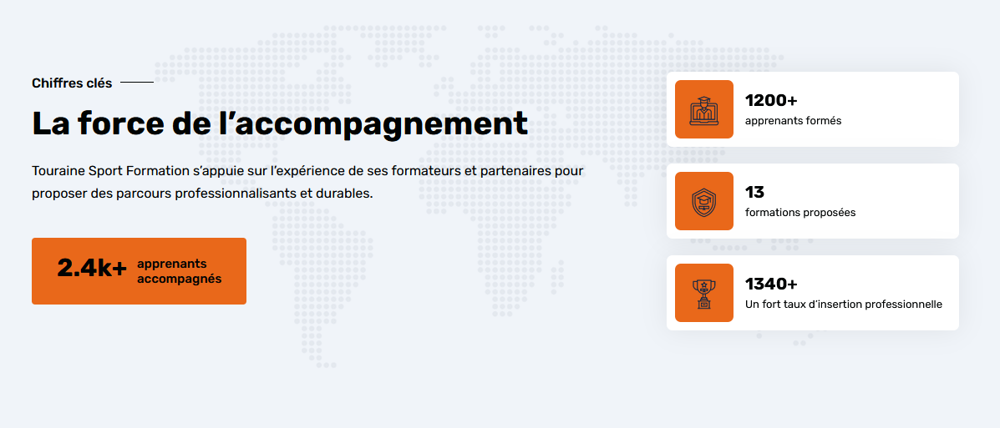 Chiffres clés
La force de l’accompagnement
Touraine Sport Formation s’appuie sur l’expérience de ses formateurs et partenaires pour
proposer des parcours professionnalisants et durables.
2.4k+
apprenants
accompagnés
1200+
apprenants formés
13
formations proposées
1340+
Un fort taux d’insertion professionnelle